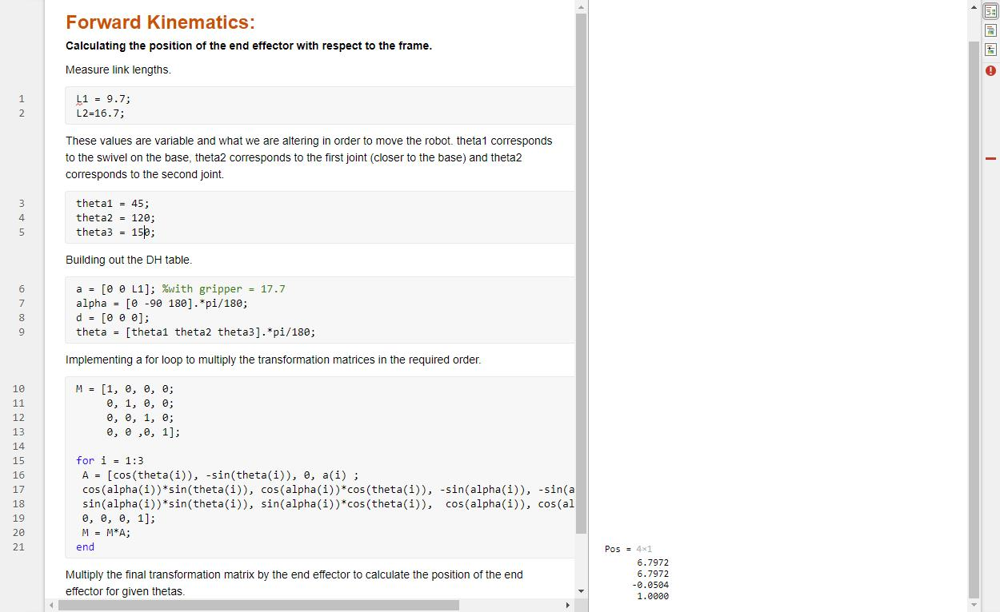 Forward Kinematics:
Calculating the position of the end effector with respect to the frame.
Measure link lengths.
1 L1 = 9.7;
2 L2=16.7;
These values are variable and what we are altering in order to move the robot. theta1 corresponds
to the swivel on the base, theta2 corresponds to the first joint (closer to the base) and theta2
corresponds to the second joint.
3 theta1 = 45;
4 theta2 = 120;
5 theta3 = 150;
Building out the DH table.
6 a = [0 0 L1]; %with gripper = 17.7
7 alpha = [0 -90 180].*pi/180;
8 d = [0 0 0];
9 theta = [theta1 theta2 theta3].*pi/180;
Implementing a for loop to multiply the transformation matrices in the required order.
10 M = [1, 0, 0, 0;
11 0, 1, 0, 0;
12 0, 0, 1, 0;
13 0, 0 ,0, 1];
14
15 for i = 1:3
16 A = [cos(theta(i)), -sin(theta(i)), 0, a(i) ;
17 cos(alpha(i))*sin(theta(i)), cos(alpha(i))*cos(theta(i)), -sin(alpha(i)), -sin(a
18 sin(alpha(i))*sin(theta(i)), sin(alpha(i))*cos(theta(i)),  cos(alpha(i)), cos(al
19 0, 0, 0, 1];
20 M = M*A;
21 end
Multiply the final transformation matrix by the end effector to calculate the position of the end
effector for given thetas.
Pos = 4×1
6.7972
6.7972
-0.0504
1.0000